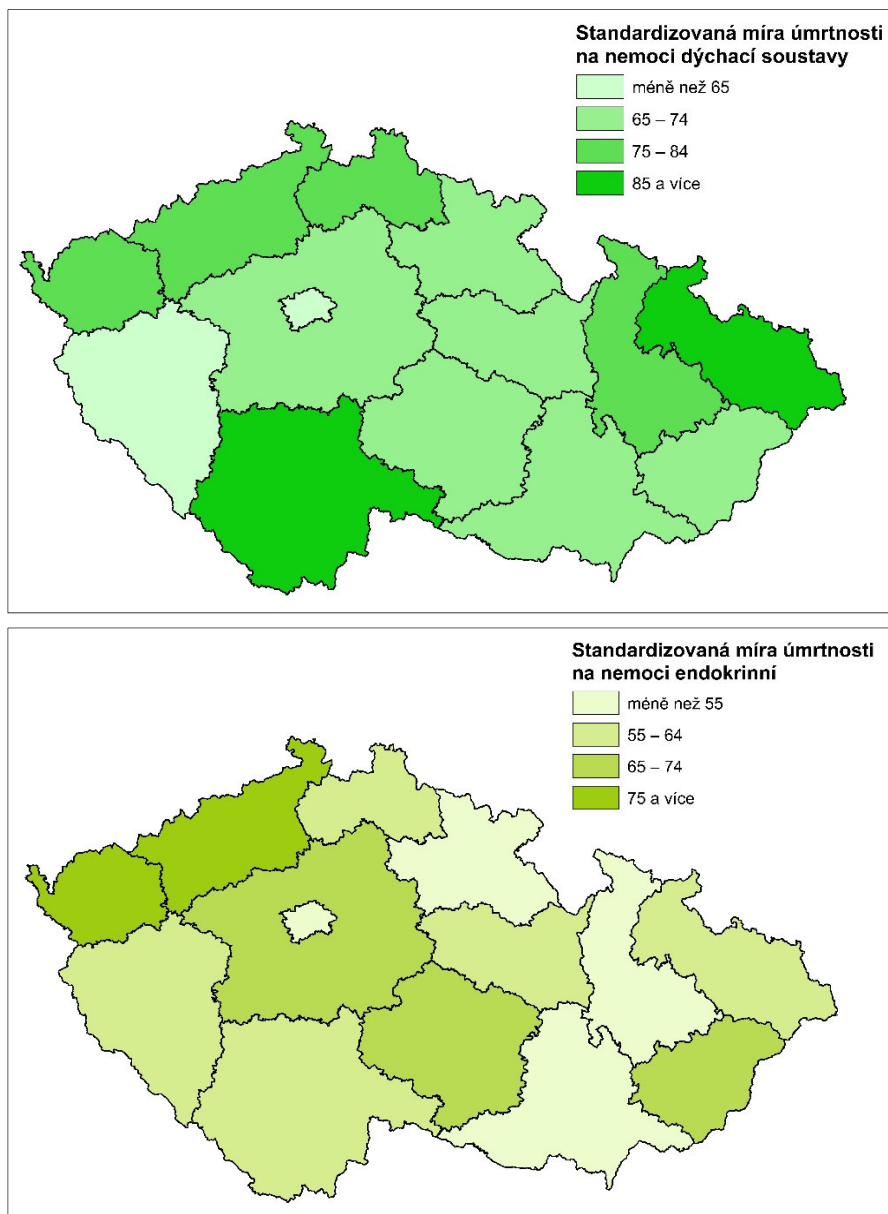 Standardizovaná míra úmrtnosti
na nemoci dýchací soustavy
méně než 65
65 – 74
75 – 84
85 a více
Standardizovaná míra úmrtnosti
na nemoci endokrinní
méně než 55
55 – 64
65 – 74
75 a více